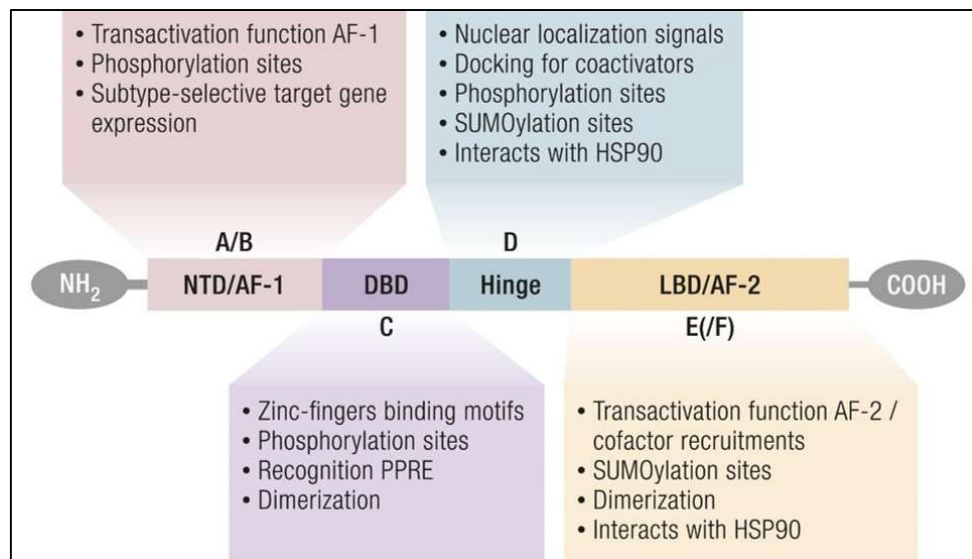 • Transactivation function AF-1
• Phosphorylation sites
• Subtype-selective target gene
expression
• Nuclear localization signals
• Docking for coactivators
• Phosphorylation sites
• SUMOylation sites
• Interacts with HSP90
A/B
D
NH2
NTD/AF-1
DBD
Hinge
LBD/AF-2
COOH
C
E(/F)
• Zinc-fingers binding motifs
• Phosphorylation sites
• Recognition PPRE
• Dimerization
• Transactivation function AF-2 /
cofactor recruitments
• SUMOylation sites
• Dimerization
• Interacts with HSP90